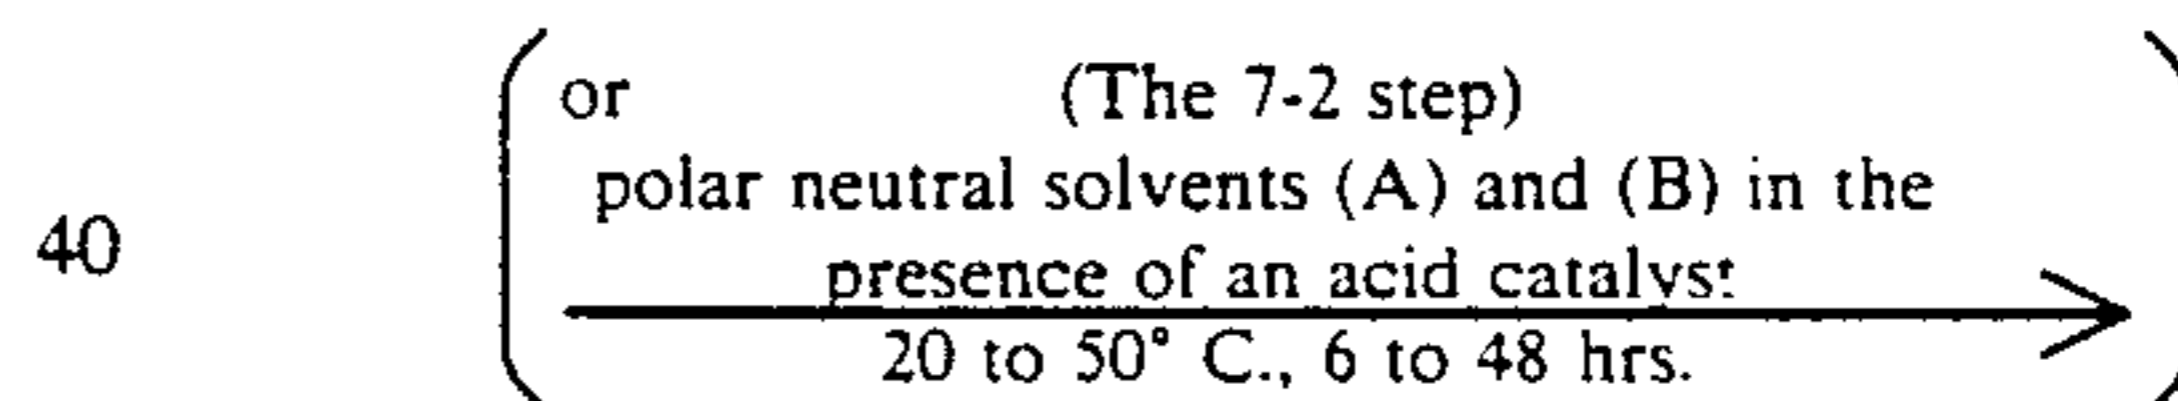 or (The 7-2 step)
polar neutral solvents (A) and (B) in the
40
presence of an acid catalyst
20 to 50° C., 6 to 48 hrs.